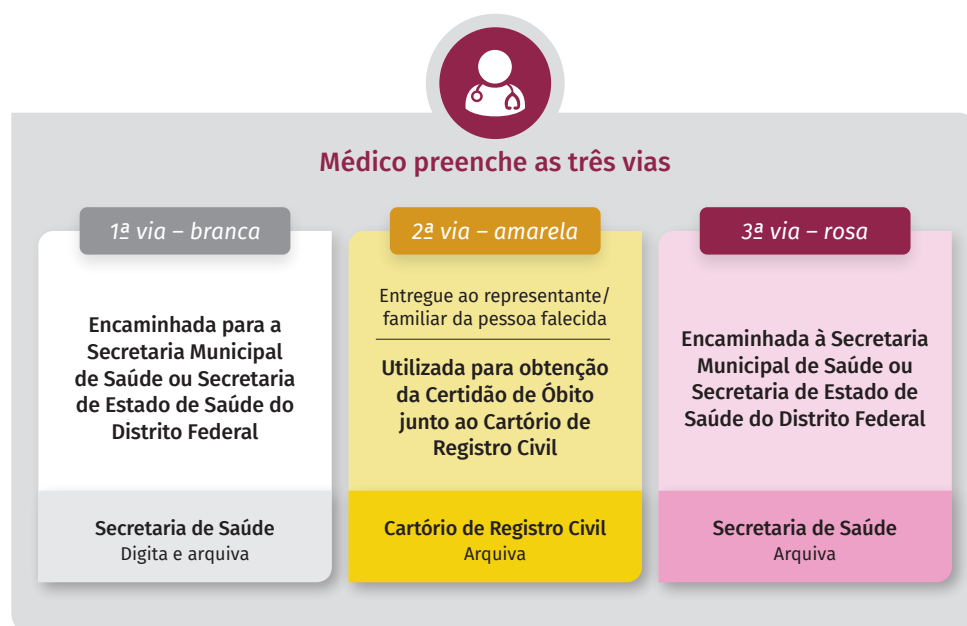 Médico preenche as três vias
1ª via – branca
Encaminhada para a
Secretaria Municipal
de Saúde ou Secretaria
de Estado de Saúde do
Distrito Federal
Secretaria de Saúde
Digita e arquiva
2ª via – amarela
Entregue ao representante/
familiar da pessoa falecida
Utilizada para obtenção
da Certidão de Óbito
junto ao Cartório de
Registro Civil
Cartório de Registro Civil
Arquiva
3ª via – rosa
Encaminhada à Secretaria
Municipal de Saúde ou
Secretaria de Estado de
Saúde do Distrito Federal
Secretaria de Saúde
Arquiva